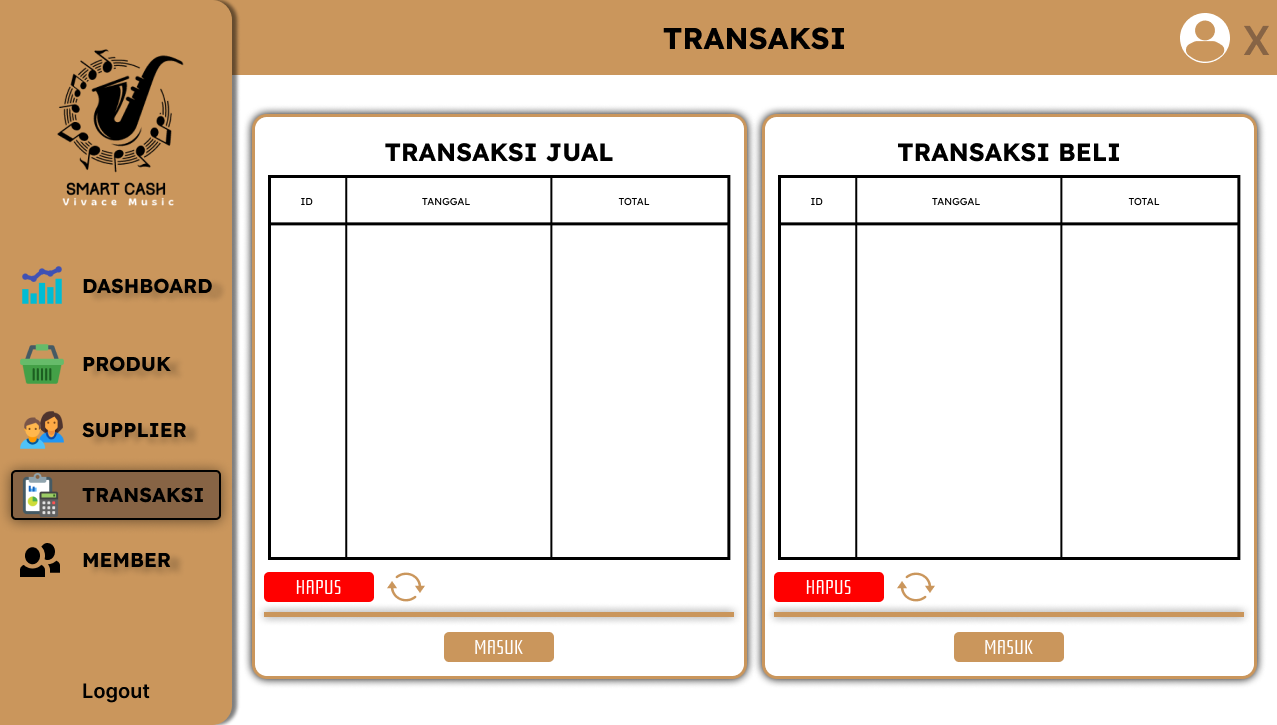 SMART CASH
Vivace Music
DASHBOARD
PRODUK
SUPPLIER
TRANSAKSI
MEMBER
Logout
TRANSAKSI
X
TRANSAKSI JUAL
ID TANGGAL TOTAL
HAPUS
MASUK
TRANSAKSI BELI
ID TANGGAL TOTAL
HAPUS
MASUK